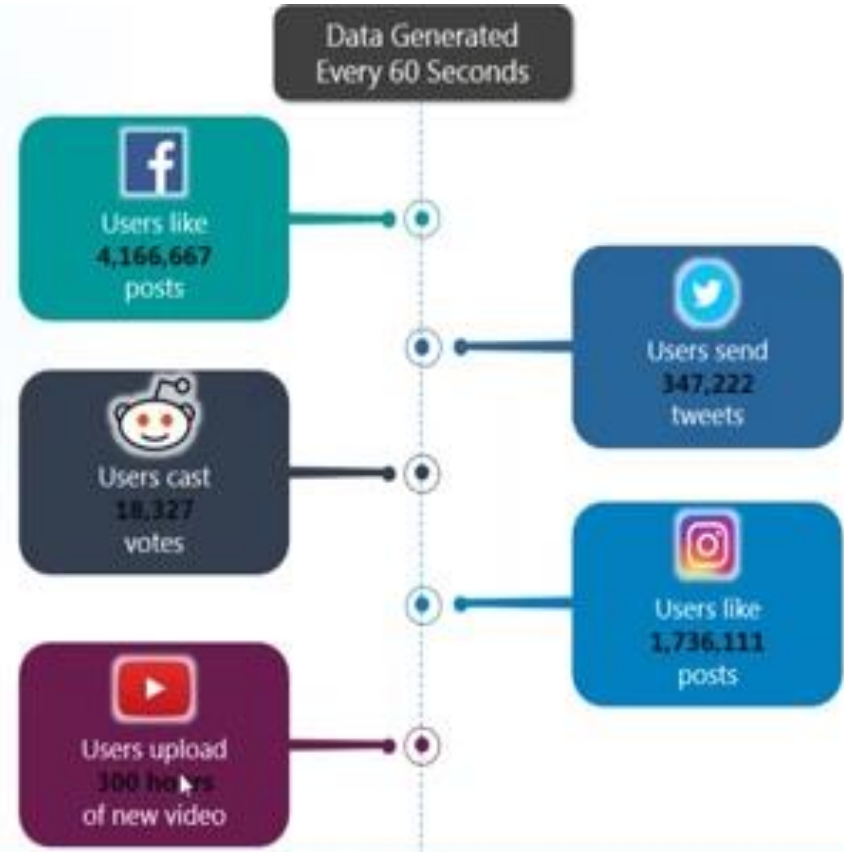 Data Generated
Every 60 Seconds
Users like
4,166,667
posts
Users send
347,222
tweets
Users cast
18,327
votes
Users like
1,736,111
posts
Users upload
300 hours
of new video